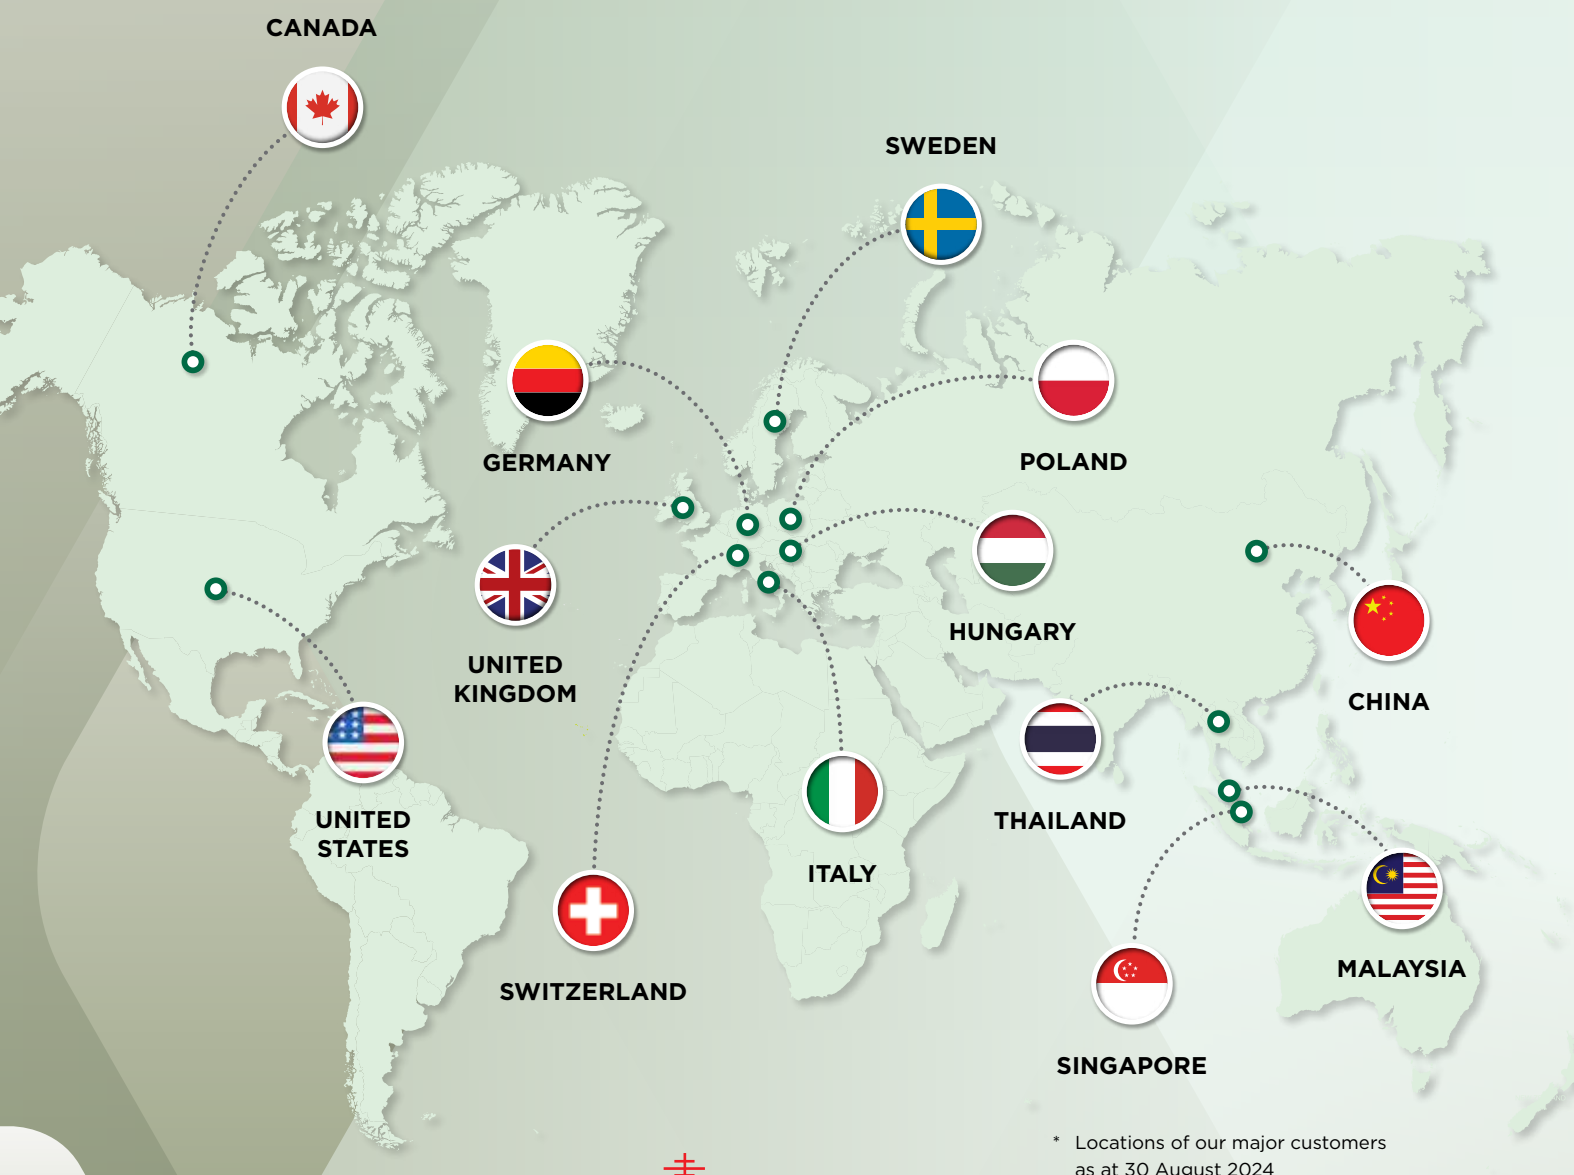 CANADA
SWEDEN
GERMANY
POLAND
UNITED
KINGDOM
HUNGARY
CHINA
UNITED
STATES
THAILAND
ITALY
SWITZERLAND
MALAYSIA
SINGAPORE
* Locations of our major customers
as at 30 August 2024